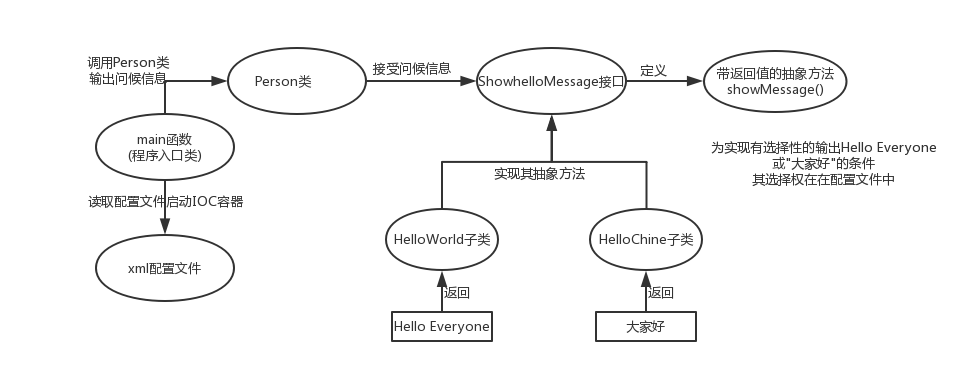 调用Person类
输出问候信息
Person类
接受问候信息
ShowhelloMessage接口
定义
带返回值的抽象方法
showMessage()
main函数
(程序入口类)
为实现有选择性的输出Hello Everyone
或"大家好"的条件
其选择权在在配置文件中
实现其抽象方法
读取配置文件启动IOC容器
HelloWorld子类
HelloChine子类
xml配置文件
返回
返回
Hello Everyone
大家好